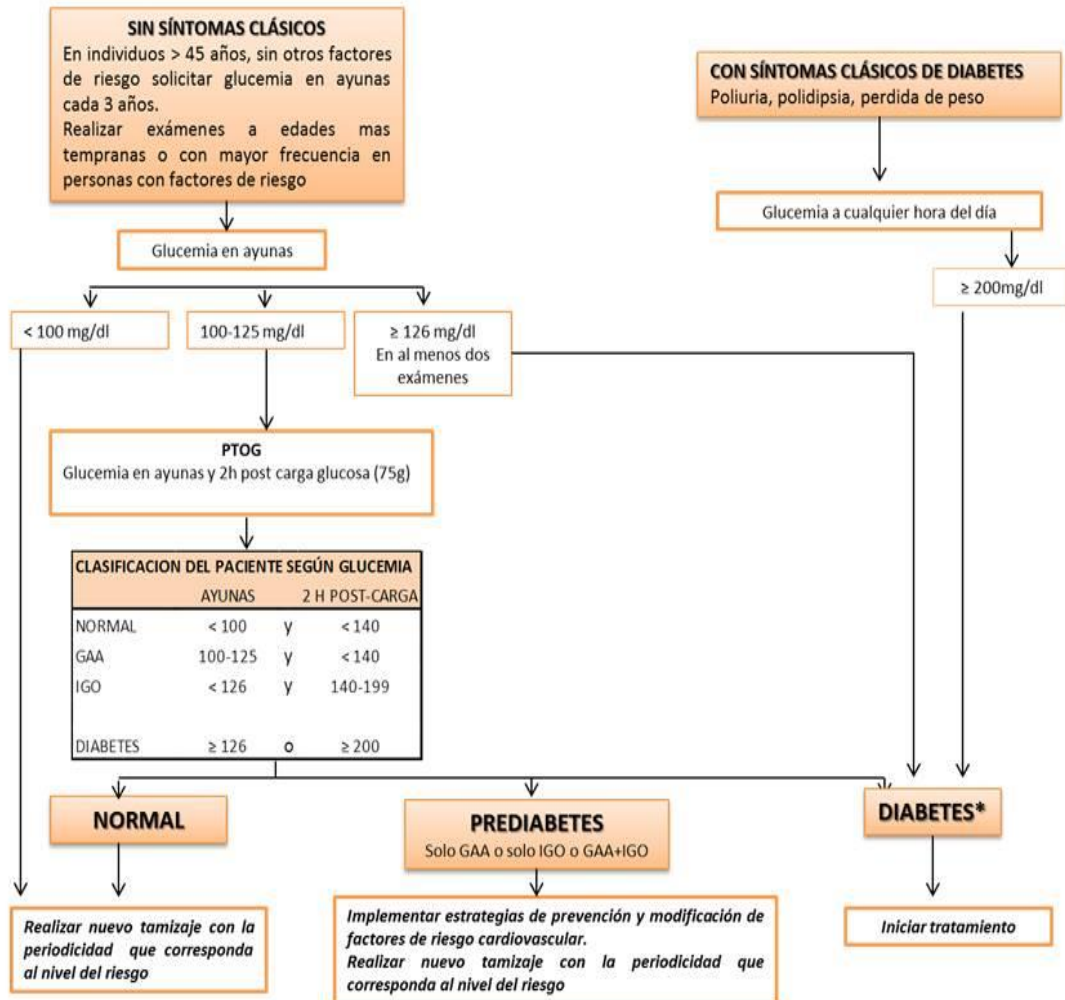 SIN SÍNTOMAS CLÁSICOS
En individuos > 45 años, sin otros factores
de riesgo solicitar glucemia en ayunas
cada 3 años.
Realizar exámenes a edades mas
tempranas o con mayor frecuencia en
personas con factores de riesgo
CON SÍNTOMAS CLÁSICOS DE DIABETES
Poliuria, polidipsia, perdida de peso
Glucemia a cualquier hora del día
≥ 200mg/dl
Glucemia en ayunas
< 100 mg/dl
100-125 mg/dl
≥ 126 mg/dl
En al menos dos
exámenes
PTOG
Glucemia en ayunas y 2h post carga glucosa (75g)
CLASIFICACION DEL PACIENTE SEGÚN GLUCEMIA
AYUNAS 2 H POST-CARGA
NORMAL < 100 y < 140
GAA 100-125 y < 140
IGO < 126 y 140-199
DIABETES ≥ 126 o ≥ 200
NORMAL
PREDIABETES
Solo GAA o solo IGO o GAA+IGO
DIABETES*
Realizar nuevo tamizaje con la
periodicidad que corresponda
al nivel del riesgo
Implementar estrategias de prevención y modificación de
factores de riesgo cardiovascular.
Realizar nuevo tamizaje con la periodicidad que
corresponda al nivel del riesgo
Iniciar tratamiento